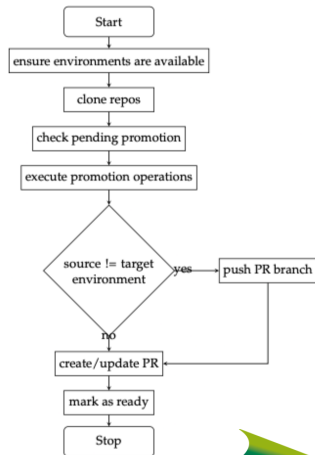 Start
ensure environments are available
clone repos
check pending promotion
execute promotion operations
source != target
environment
yes
push PR branch
no
create/update PR
mark as ready
Stop